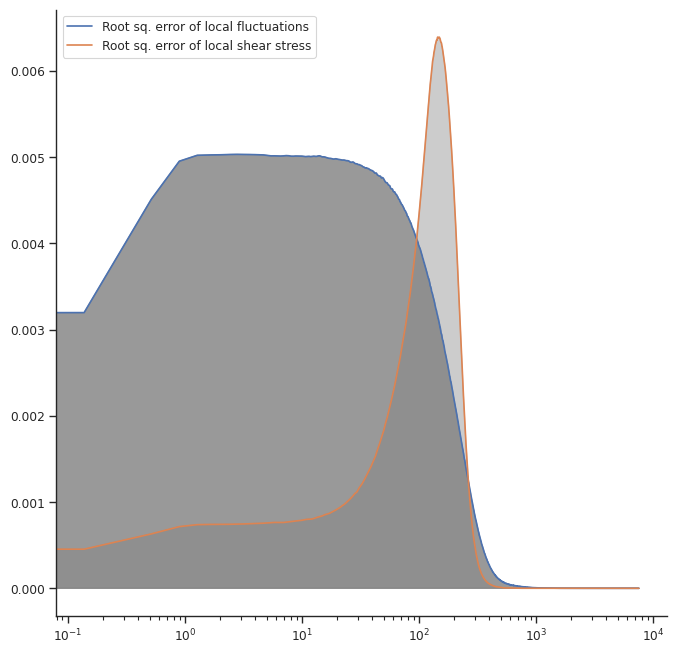 Root sq. error of local fluctuations
Root sq. error of local shear stress
0.006
0.005
0.004
0.003
0.002
0.001
0.000
10⁻¹ 10⁰ 10¹ 10² 10³ 10⁴